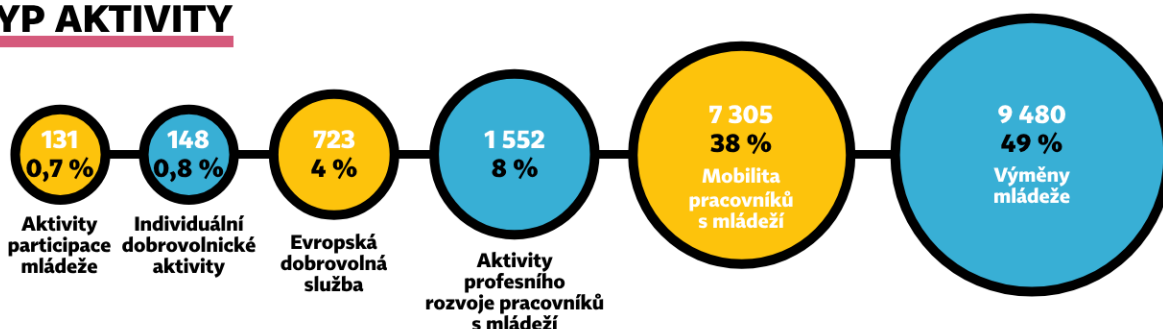 YP AKTIVITY
131
0,7 %
Aktivity
participace
mládeže
148
0,8 %
Individuální
dobrovolnické
aktivity
723
4 %
Evropská
dobrovolná
služba
1 552
8 %
Aktivity
profesního
rozvoje pracovníků
s mládeží
7 305
38 %
Mobilita
pracovníků
s mládeží
9 480
49 %
Výměny
mládeže